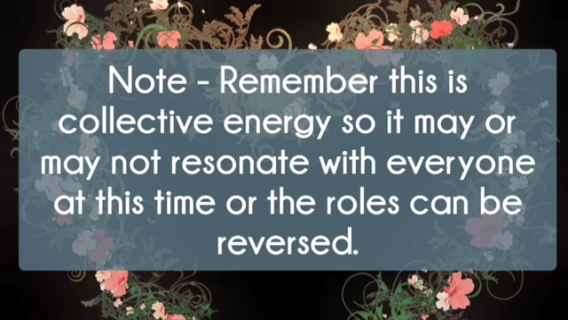 Note - Remember this is
collective energy so it may or
may not resonate with everyone
at this time or the roles can be
reversed.